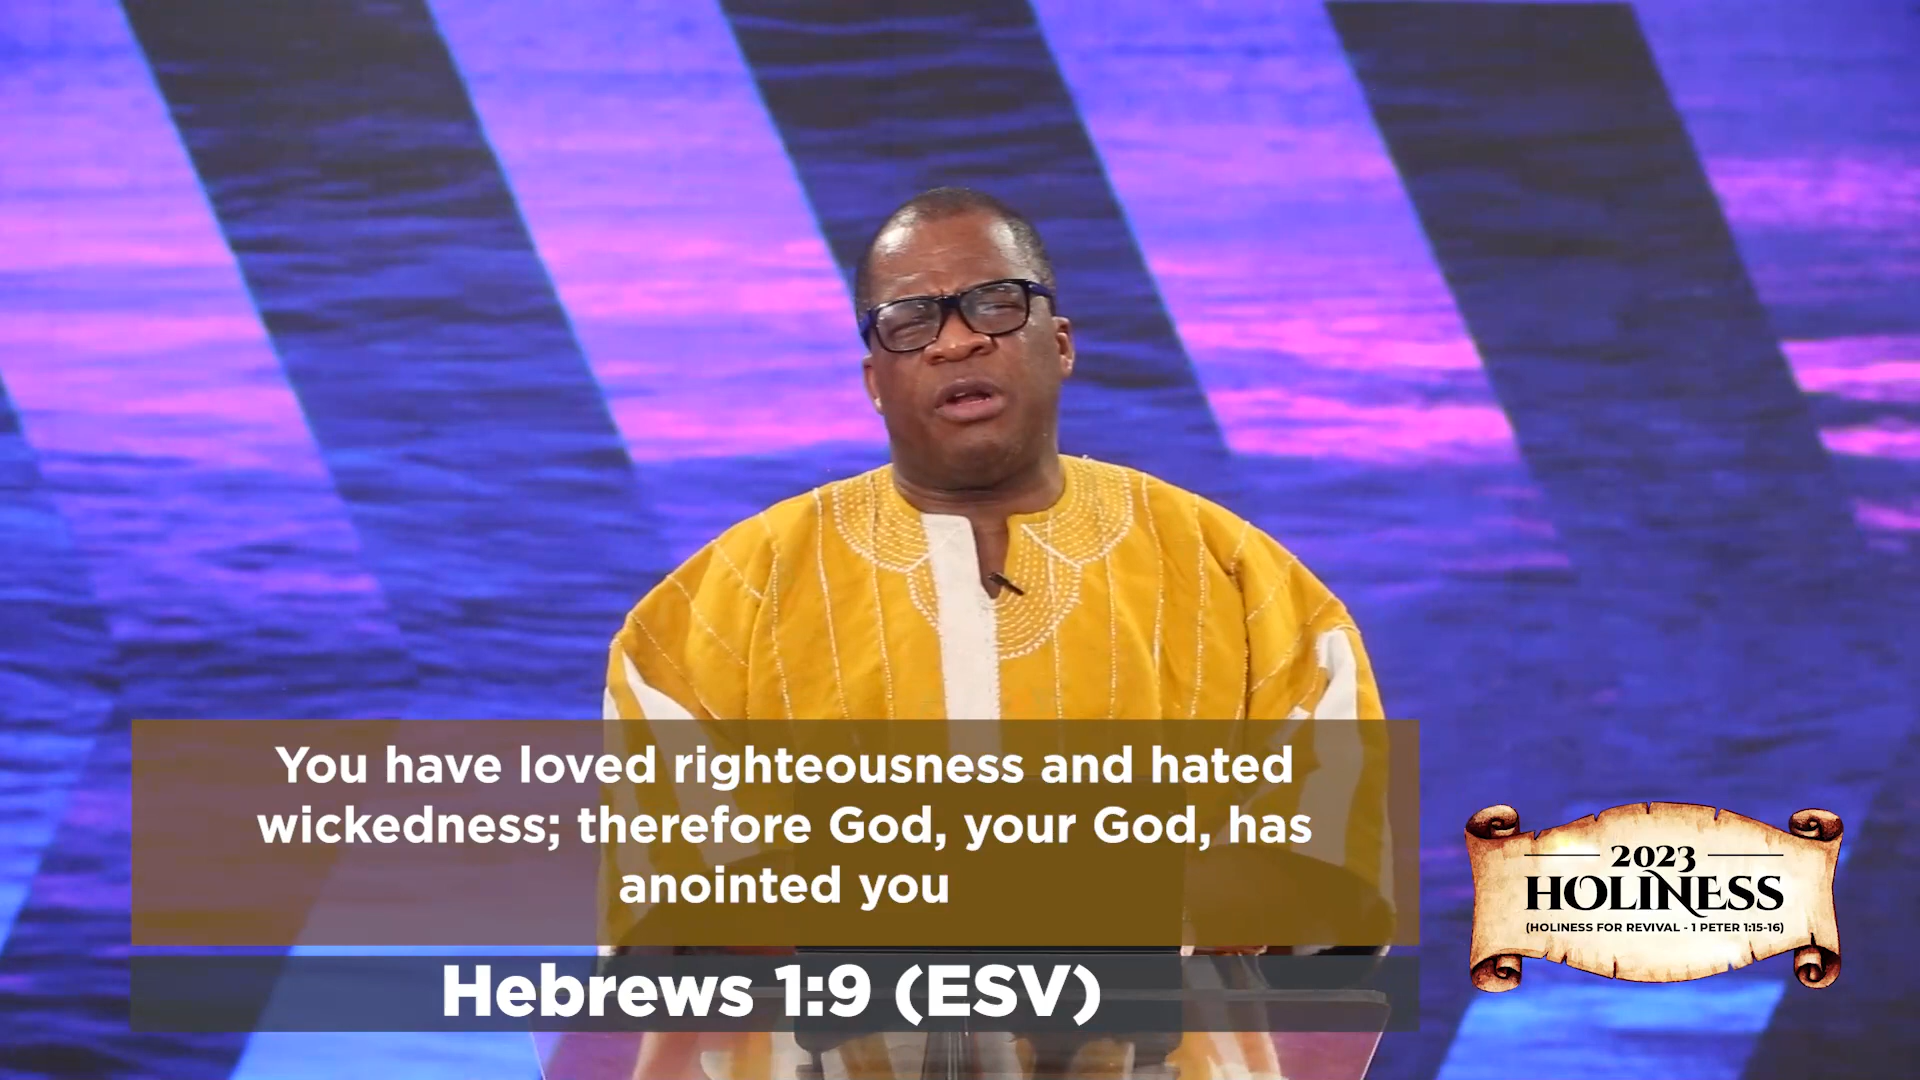 You have loved righteousness and hated
wickedness; therefore God, your God, has
anointed you
Hebrews 1:9 (ESV)
2023
HOLINESS
(HOLINESS FOR REVIVAL - 1 PETER 1:15-16)